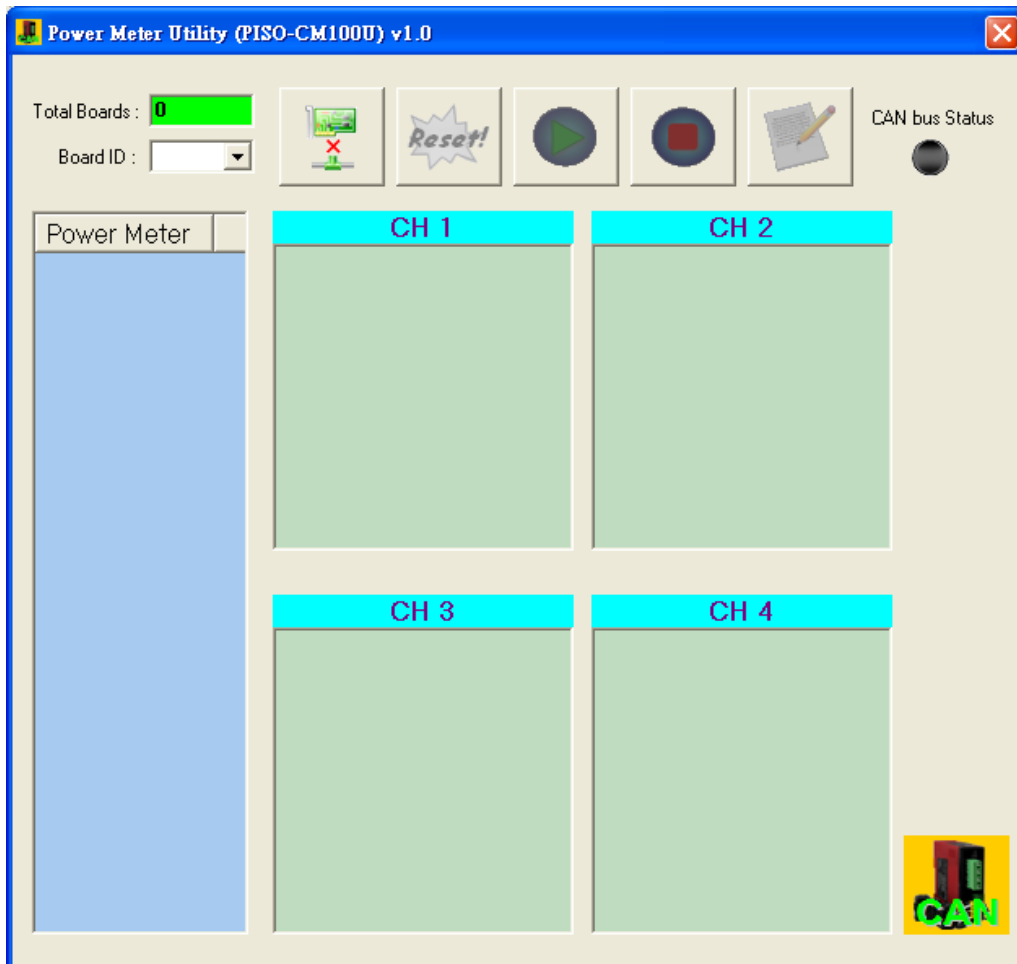 Power Meter Utility (PISO-CM100U) v1.0
Total Boards : 0
Board ID :
Reset!
CAN bus Status
Power Meter
CH 1
CH 2
CH 3
CH 4
CAN